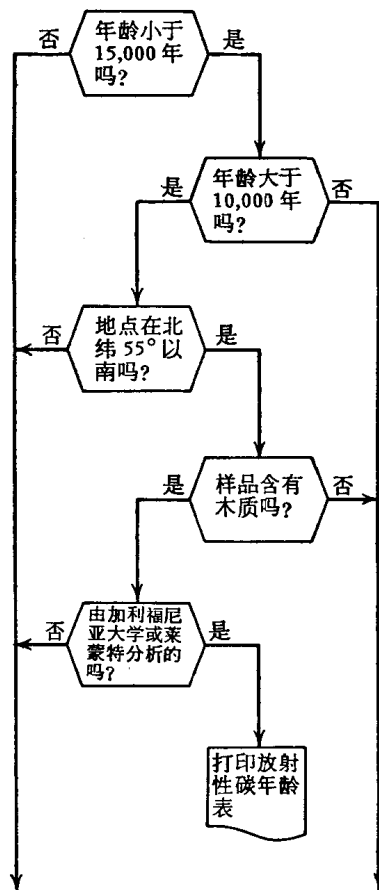 年龄小于
15,000 年
吗?
否
是
年龄大于
10,000 年
吗?
是
否
地点在北
纬 55° 以
南吗?
否
是
样品含有
木质吗?
是
否
由加利福尼
亚大学或莱
蒙特分析的
吗?
否
是
打印放射
性碳年龄
表